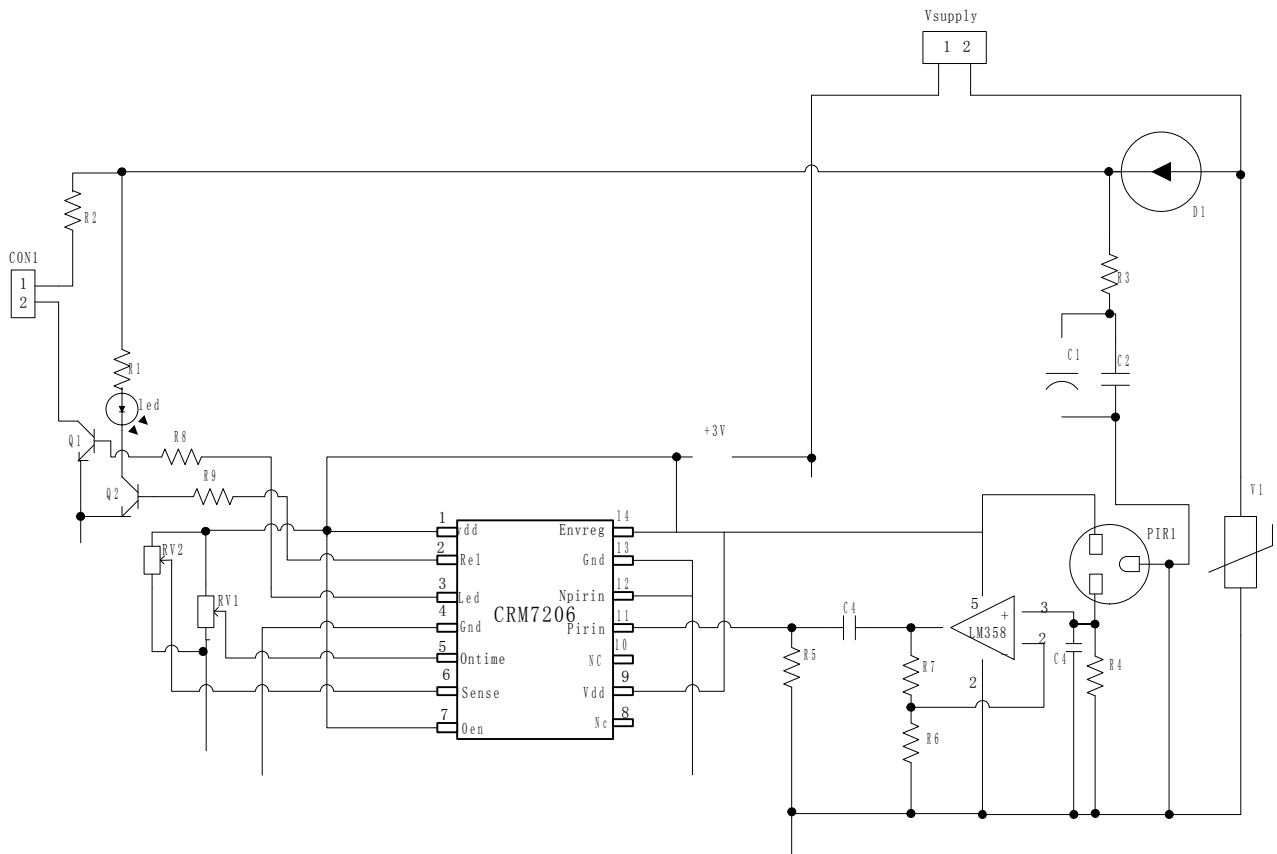 Vsupply
1 2
D1
R2
CON1
1
2
R3
C1
C2
R1
led
Q1
R8
+3V
R9
Q2
V1
PIR1
RV2
RV1
1
vdd
2
Rel
3
Led
4
Gnd
5
Ontime
6
Sense
7
Oen
CRM7206
14
Envreg
13
Gnd
12
Npirin
11
Pirin
10
NC
9
Vdd
8
Nc
C4
5
+
3
LM358
2
2
C4
R4
R5
R7
R6